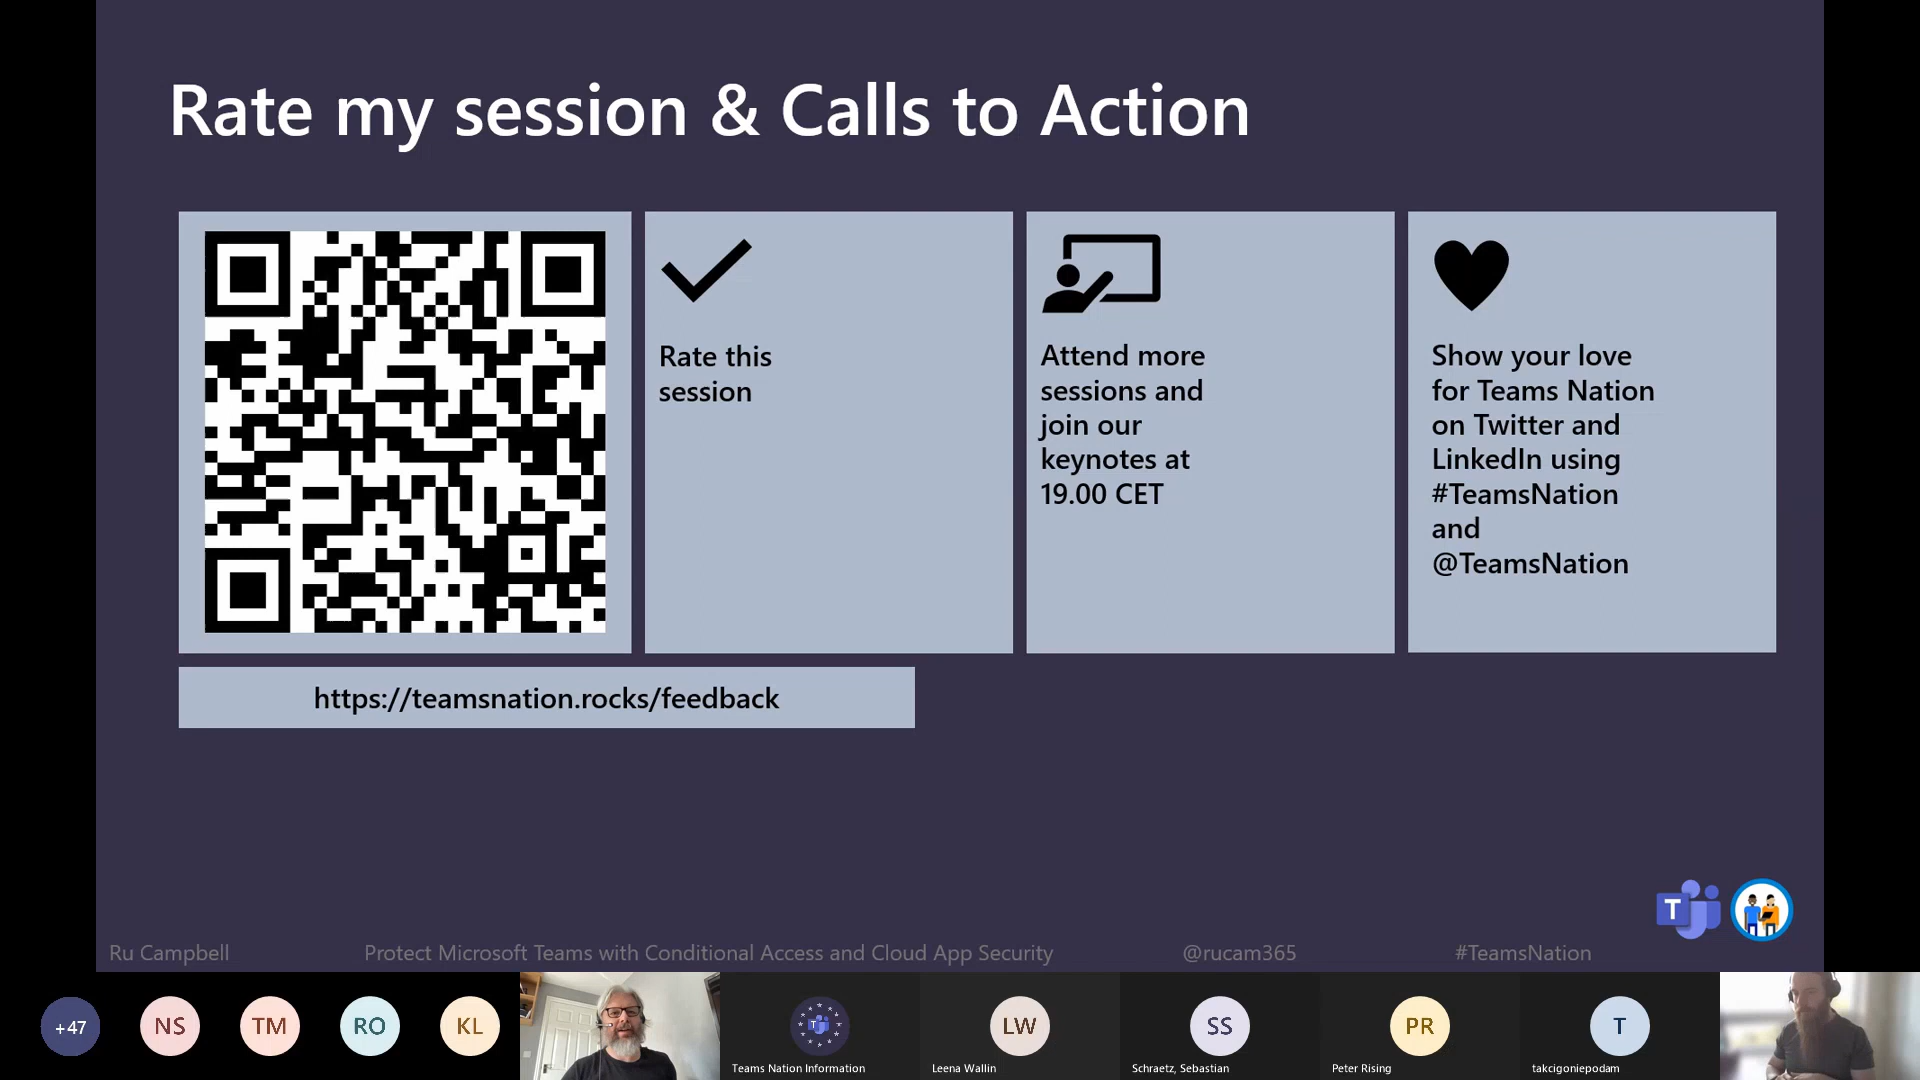 Rate my session & Calls to Action
Rate this
session
Attend more
sessions and
join our
keynotes at
19.00 CET
Show your love
for Teams Nation
on Twitter and
LinkedIn using
#TeamsNation
and
@TeamsNation
https://teamsnation.rocks/feedback
T
Ru Campbell
Protect Microsoft Teams with Conditional Access and Cloud App Security
@rucam365
#TeamsNation
+47
NS
TM
RO
KL
Teams Nation Information
LW
Leena Wallin
SS
Schraetz, Sebastian
PR
Peter Rising
T
takcigoniepodam